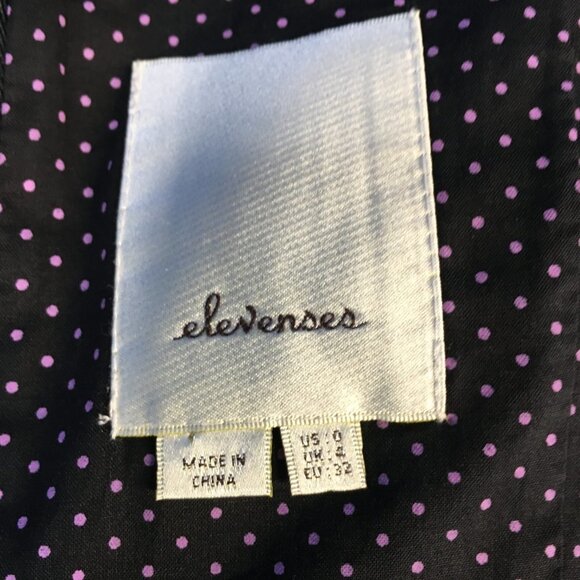 elevenses
MADE IN
CHINA
US : 0
UK : 4
EU : 32